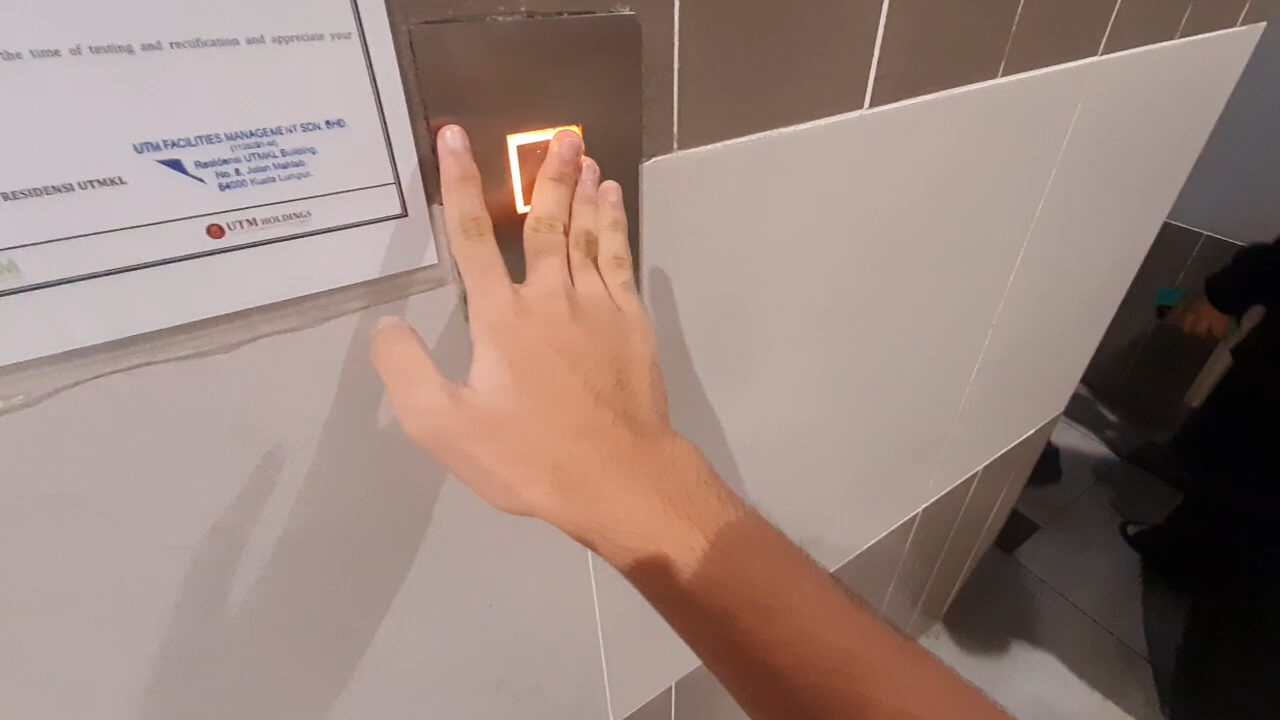 the time of testing and rectification and appreciate your
UTM FACILITIES MANAGEMENT SDN. BHD.
Residensi UTMKL Building,
No. 8, Jalan Maktab
54000 Kuala Lumpur.
RESIDENSI UTMKL
UTM HOLDINGS